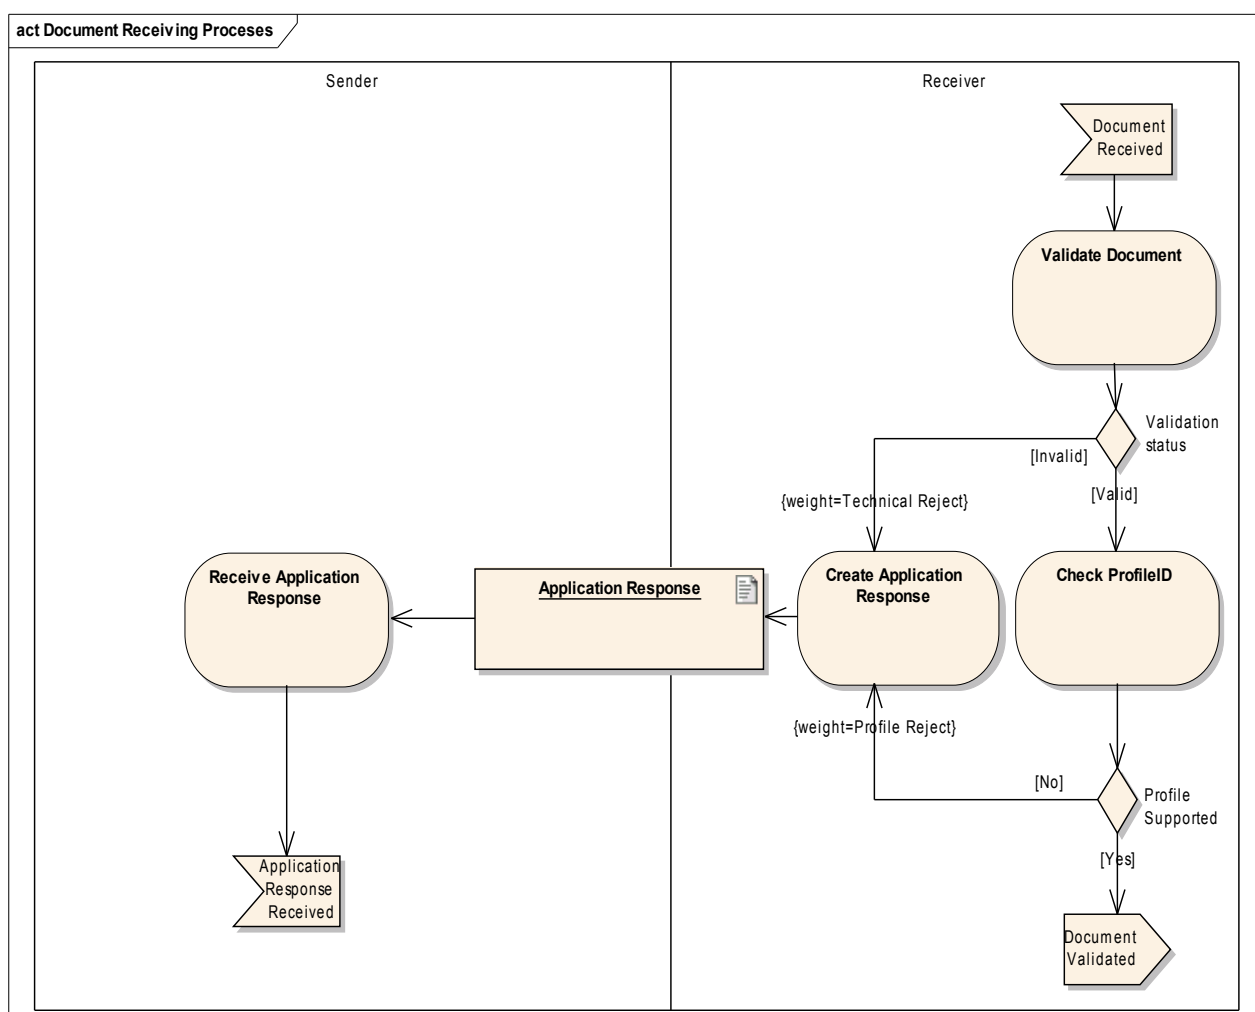 act Document Receiving Proceses
Sender
Receiver
Document
Received
Validate Document
Validation
status
[Invalid]
[Valid]
{weight=Technical Reject}
Receive Application
Response
Application Response
Create Application
Response
Check ProfileID
{weight=Profile Reject}
[No]
Profile
Supported
[Yes]
Application
Response
Received
Document
Validated